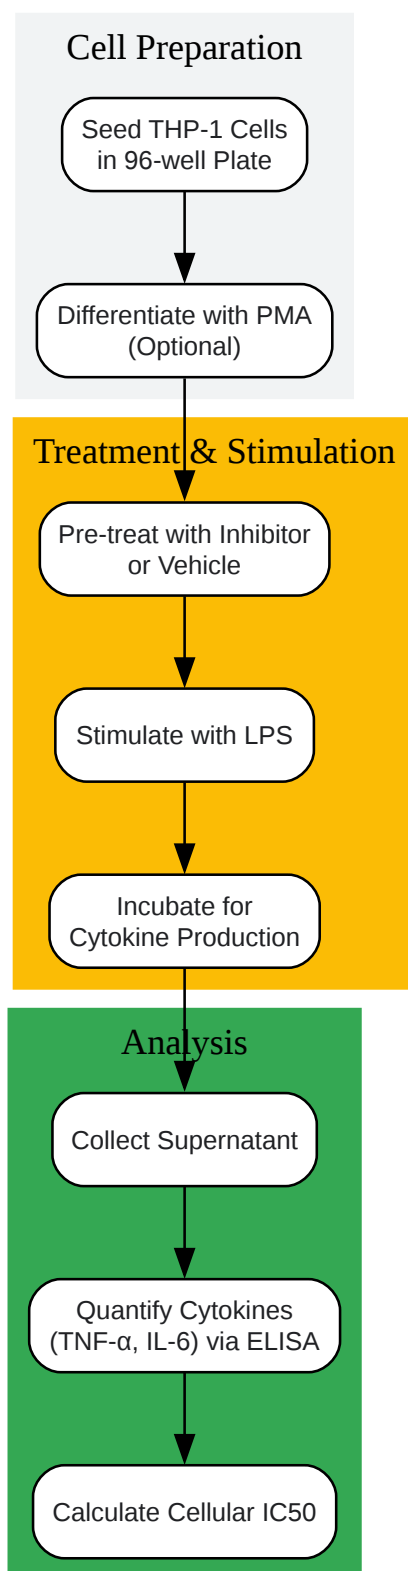 Cell Preparation
Seed THP-1 Cells
in 96-well Plate
Differentiate with PMA
(Optional)
Treatment & Stimulation
Pre-treat with Inhibitor
or Vehicle
Stimulate with LPS
Incubate for
Cytokine Production
Analysis
Collect Supernatant
Quantify Cytokines
(TNF-α, IL-6) via ELISA
Calculate Cellular IC50